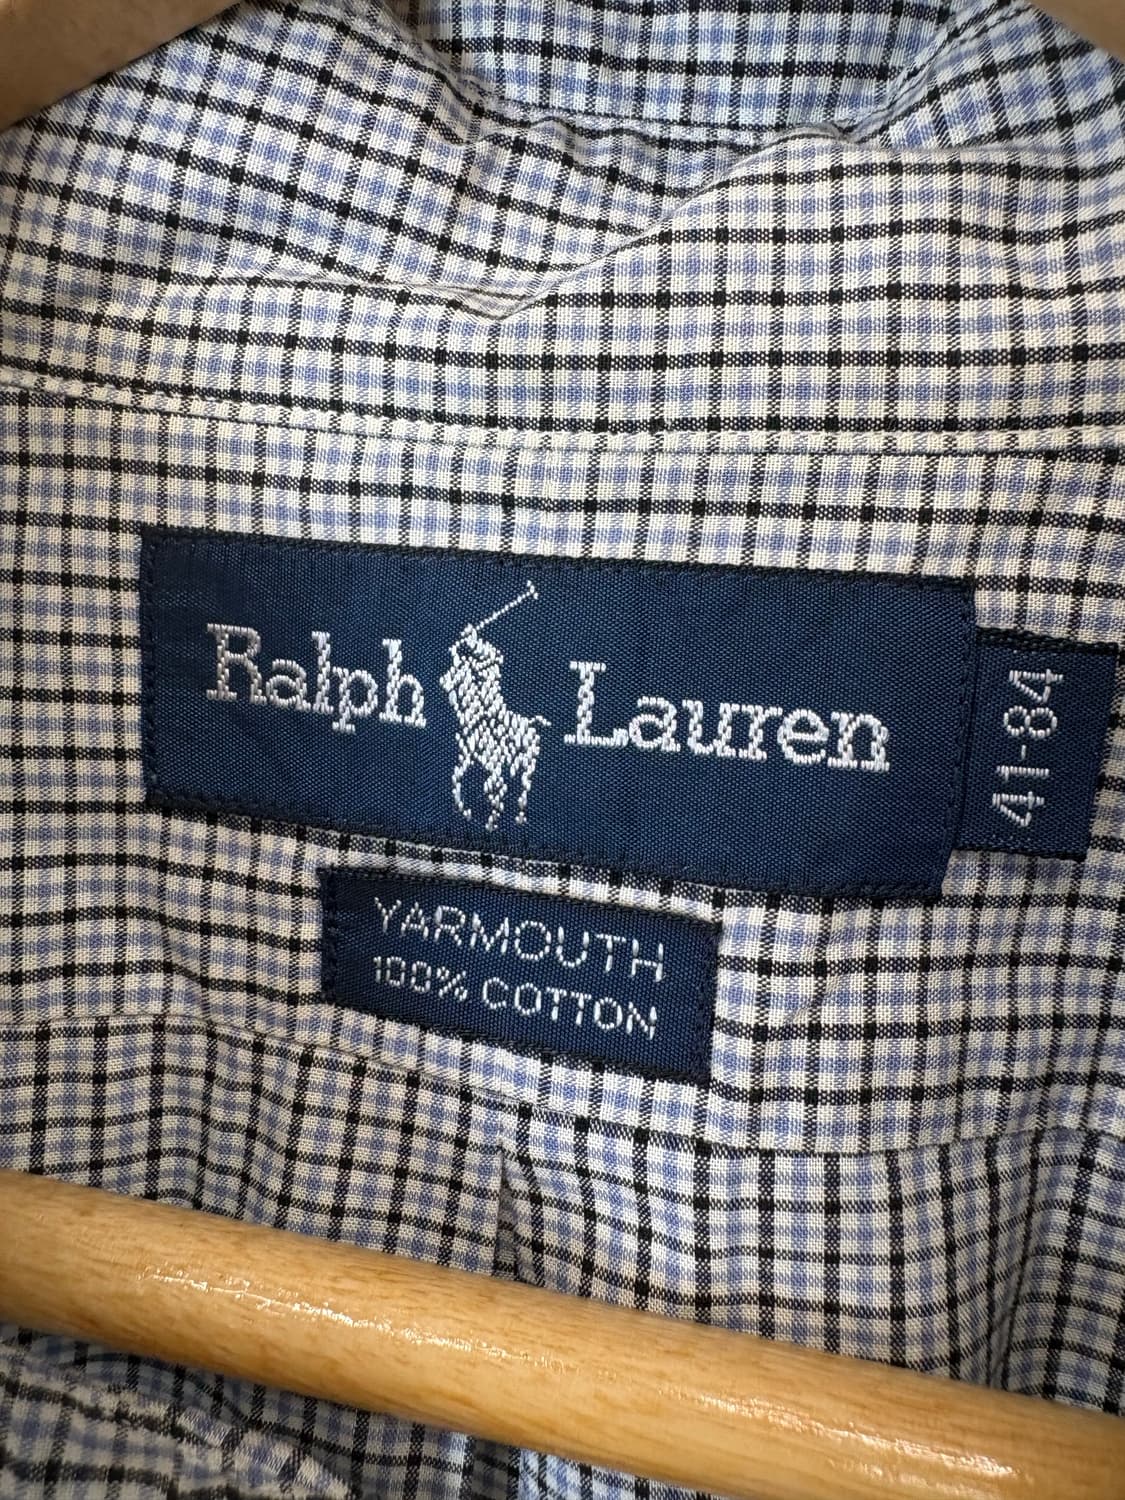 Ralph Lauren
41-84
YARMOUTH
100% COTTON